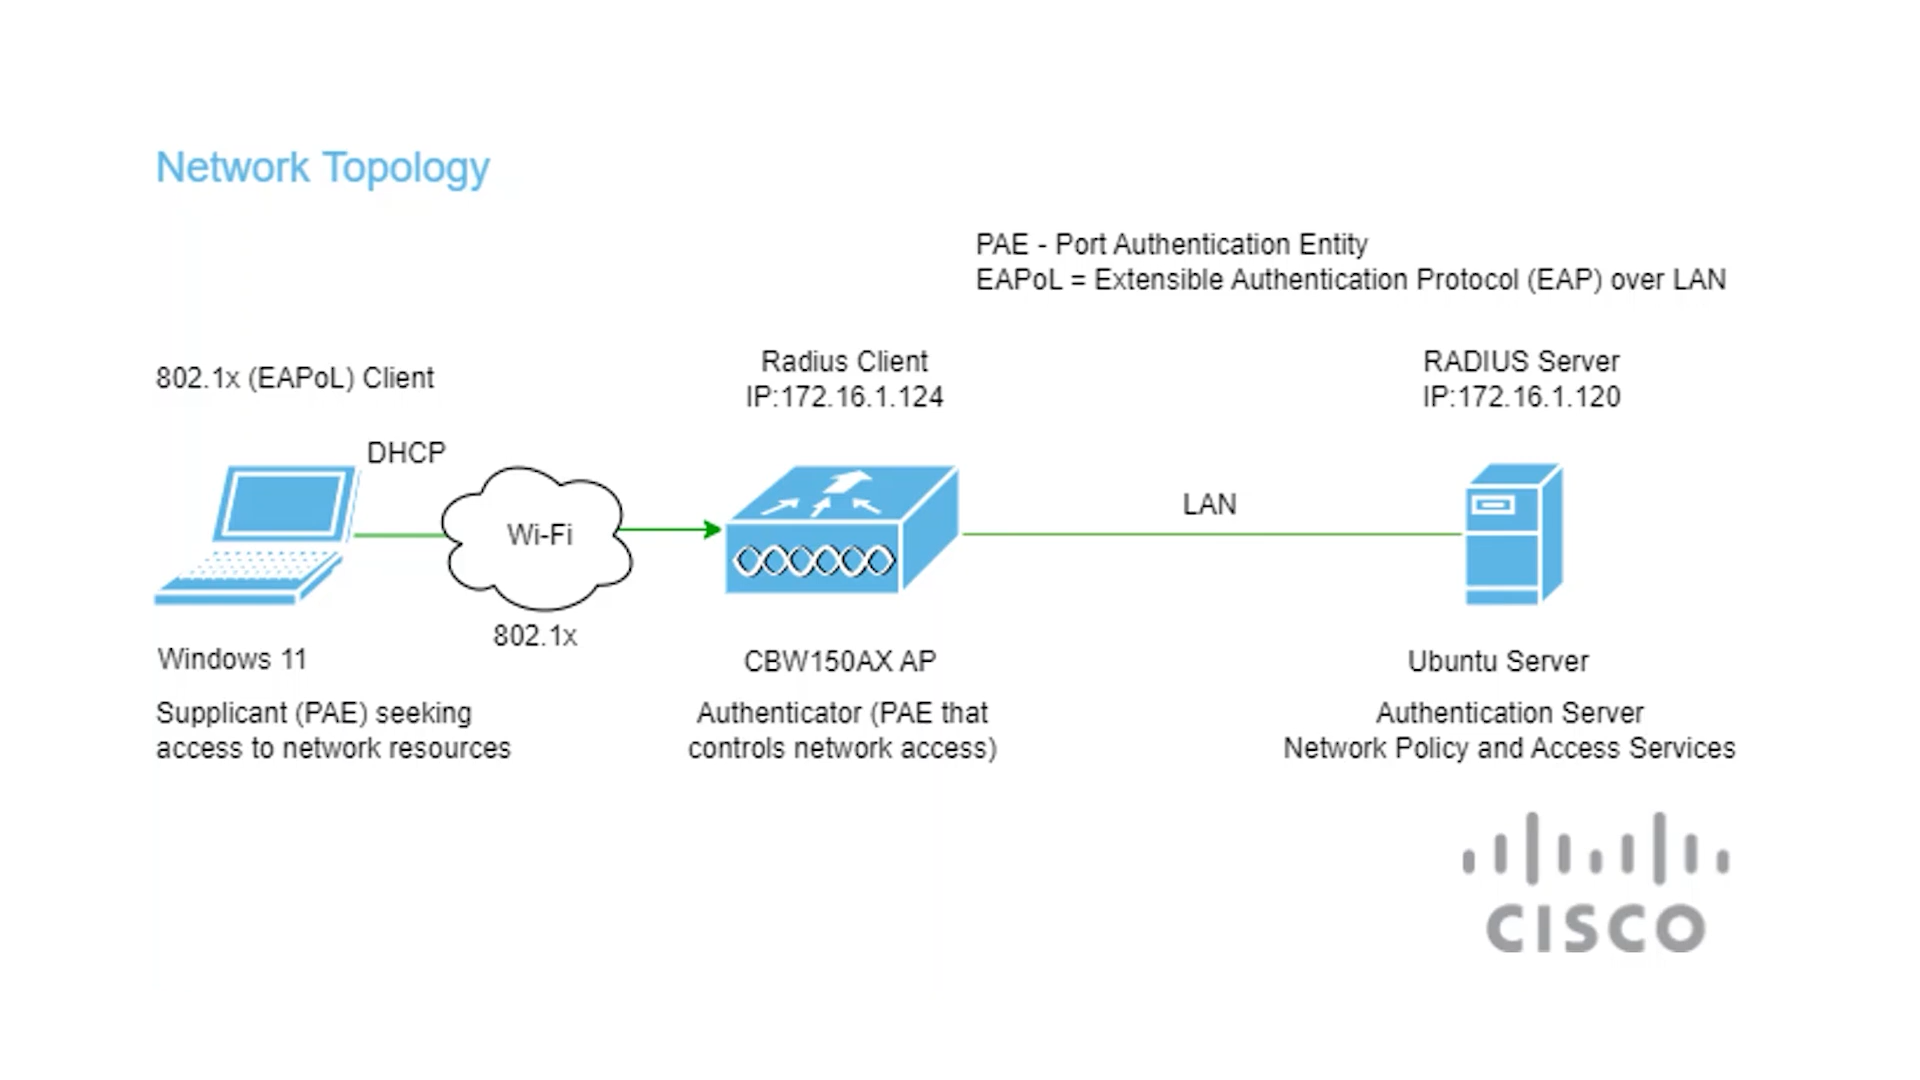 Network Topology
PAE - Port Authentication Entity
EAPoL = Extensible Authentication Protocol (EAP) over LAN
802.1x (EAPoL) Client
Radius Client
IP:172.16.1.124
RADIUS Server
IP:172.16.1.120
DHCP
Wi-Fi
LAN
802.1x
Windows 11
CBW150AX AP
Ubuntu Server
Supplicant (PAE) seeking
access to network resources
Authenticator (PAE that
controls network access)
Authentication Server
Network Policy and Access Services
CISCO